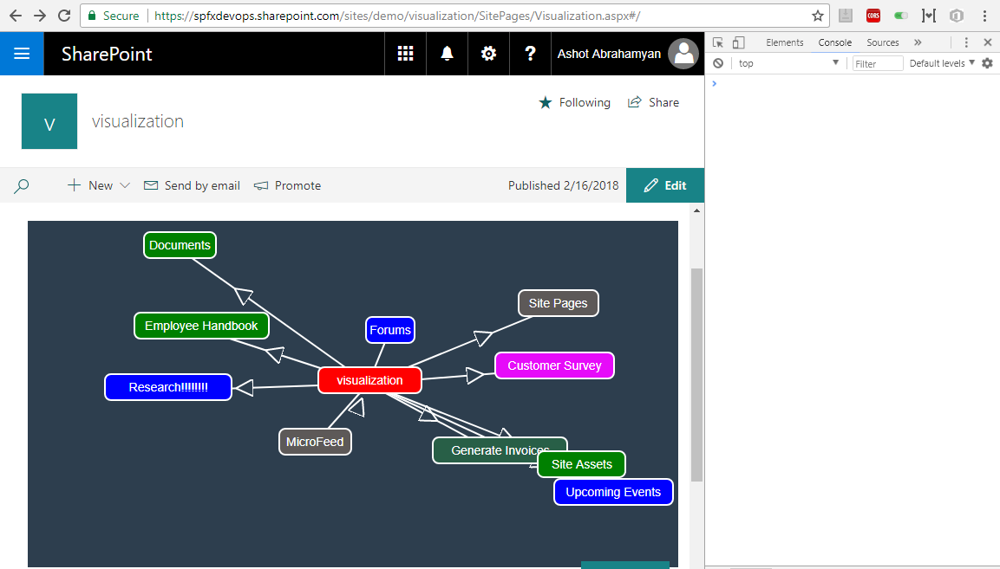 Secure https://spfxdevops.sharepoint.com/sites/demo/visualization/SitePages/Visualization.aspx#/
CORS
SharePoint
? Ashot Abrahamyan
Elements Console Sources »
top Filter Default levels
V visualization
Following Share
New Send by email Promote Published 2/16/2018 Edit
Documents
Site Pages
Employee Handbook
Forums
Customer Survey
visualization
Research!!!!!!!!
MicroFeed
Generate Invoices
Site Assets
Upcoming Events